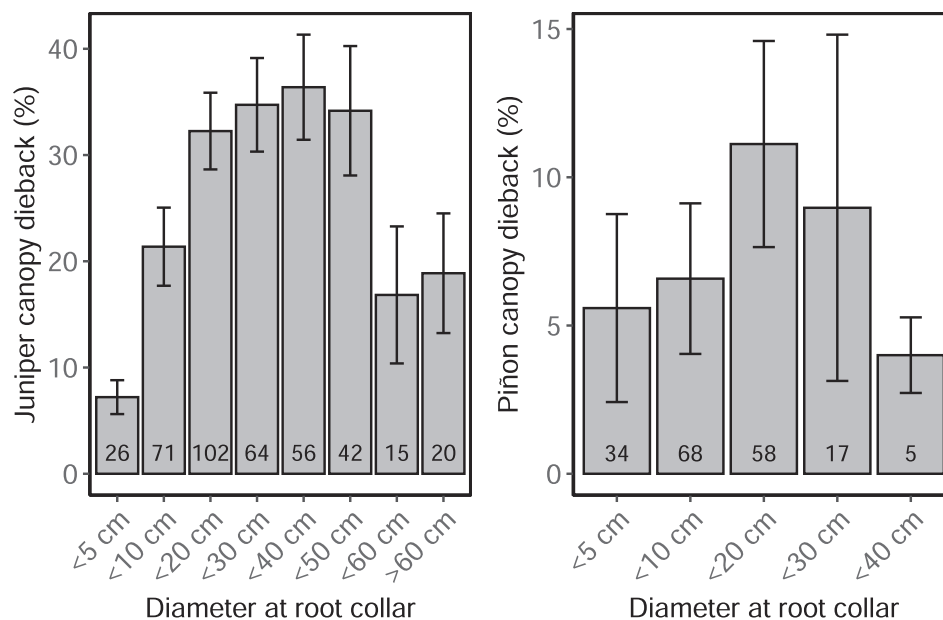 Juniper canopy dieback (%)
40
30
20
10
0
26 71 102 64 56 42 15 20
<5 cm <10 cm <20 cm <30 cm <40 cm <50 cm <60 cm >60 cm
Diameter at root collar
Piñon canopy dieback (%)
15
10
5
0
34 68 58 17 5
<5 cm <10 cm <20 cm <30 cm <40 cm
Diameter at root collar